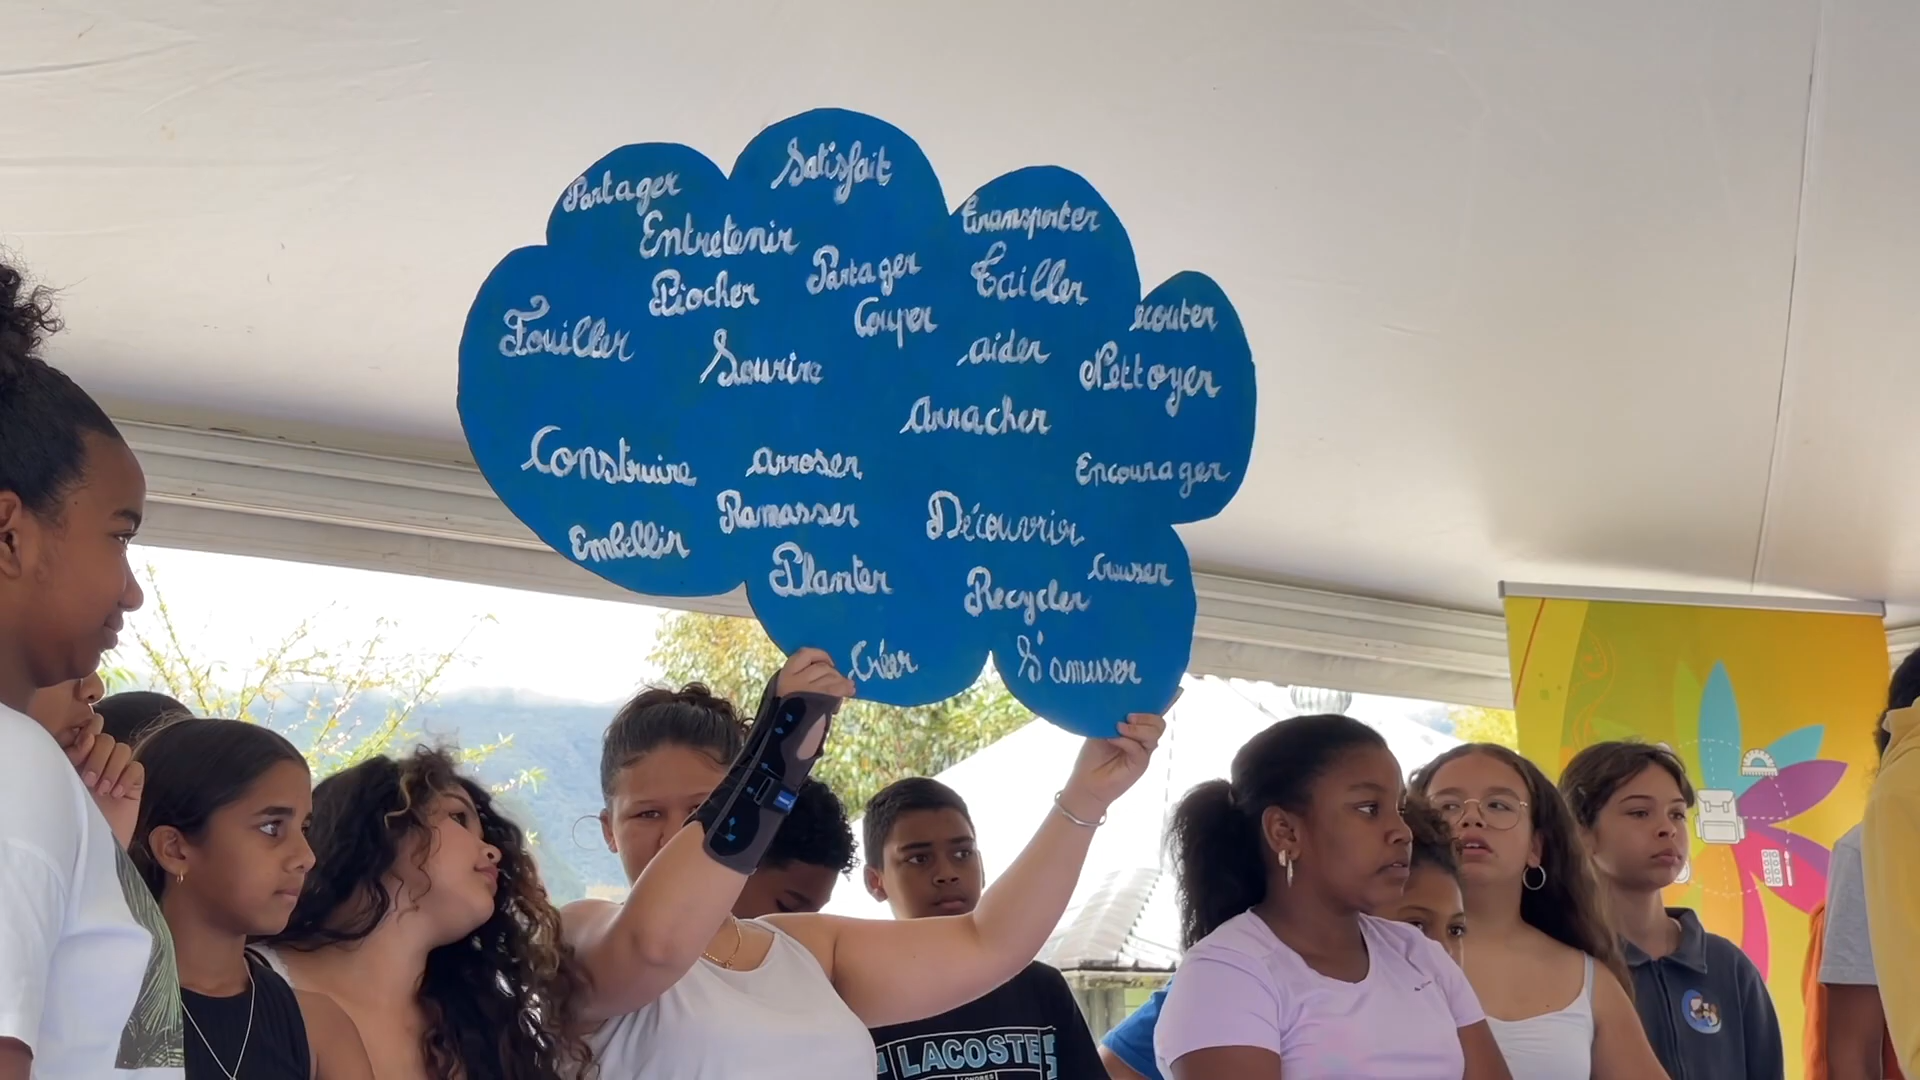 Partager
Satisfait
transporter
Entretenir
Piocher
Partager
Tailler
Couper
écouter
Fouiller
Sourire
aider
Nettoyer
Arracher
Construire
arroser
Encourager
Ramasser
Découvrir
Embellir
Planter
Creuser
Recycler
Créer
S'amuser
LACOSTE
LONDRES